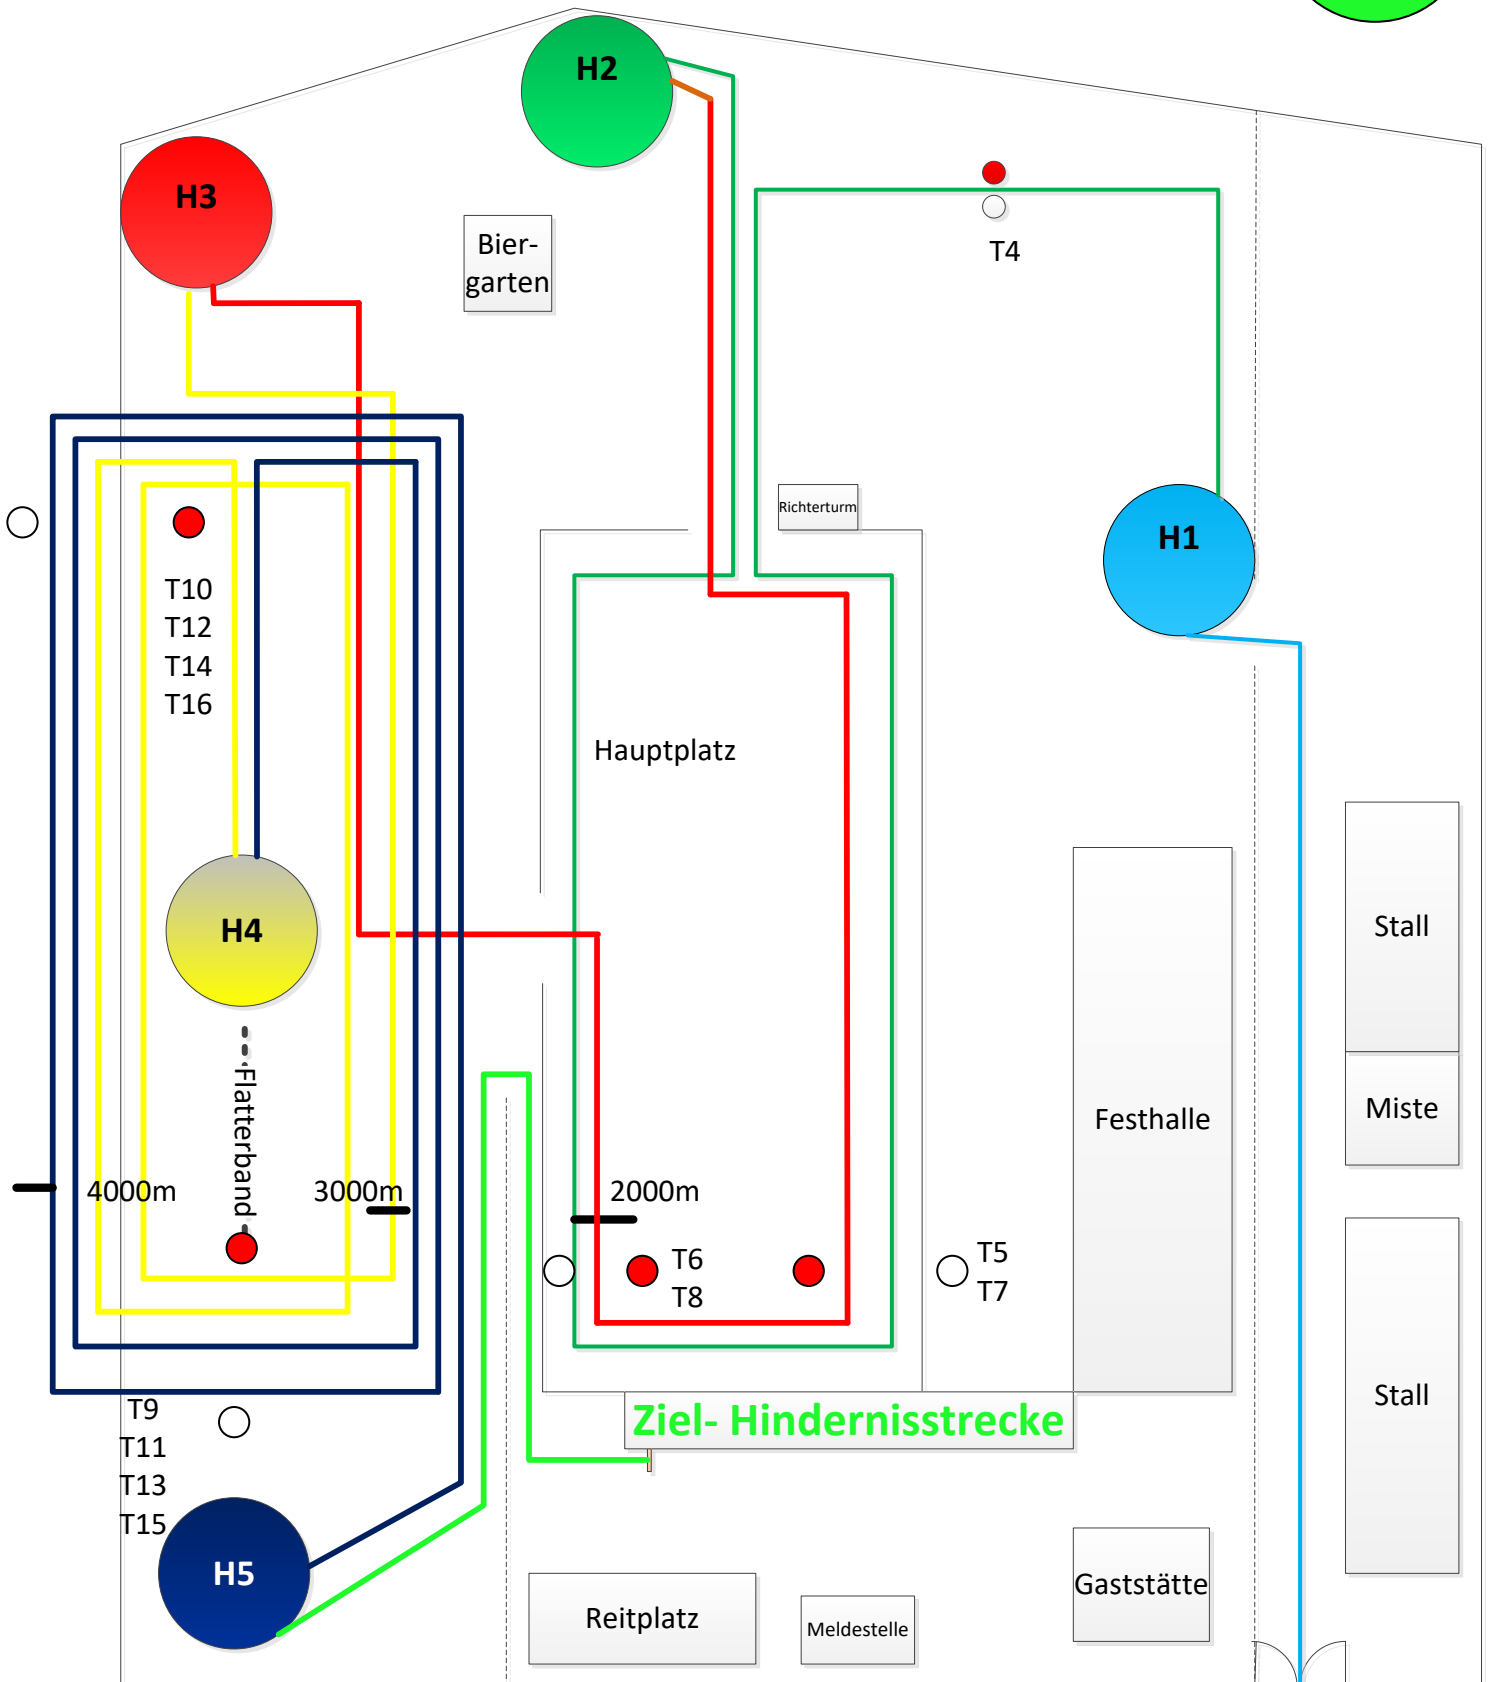 H2
H3
Bier-
garten
T4
Richterturm
H1
T10
T12
T14
T16
Hauptplatz
H4
Stall
Flatterband
Festhalle
Miste
4000m
3000m
2000m
T6
T8
T5
T7
Stall
T9
T11
T13
T15
Ziel- Hindernisstrecke
H5
Reitplatz
Meldestelle
Gaststätte